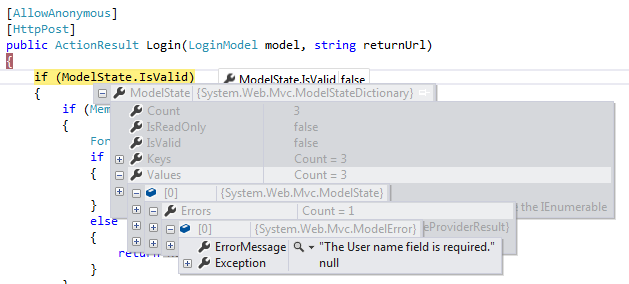 [AllowAnonymous]
[HttpPost]
public ActionResult Login(LoginModel model, string returnUrl)
{
if (ModelState.IsValid)
ModelState.IsValid false
{
ModelState {System.Web.Mvc.ModelStateDictionary}
if (Mem
Count 3
{
IsReadOnly false
For
IsValid false
if
Keys Count = 3
{
Values Count = 3
[0] {System.Web.Mvc.ModelState}
}
the IEnumerable
Errors Count = 1
else
[0] {System.Web.Mvc.ModelError}
eProviderResult)
{
ErrorMessage "The User name field is required."
Exception null
}
}